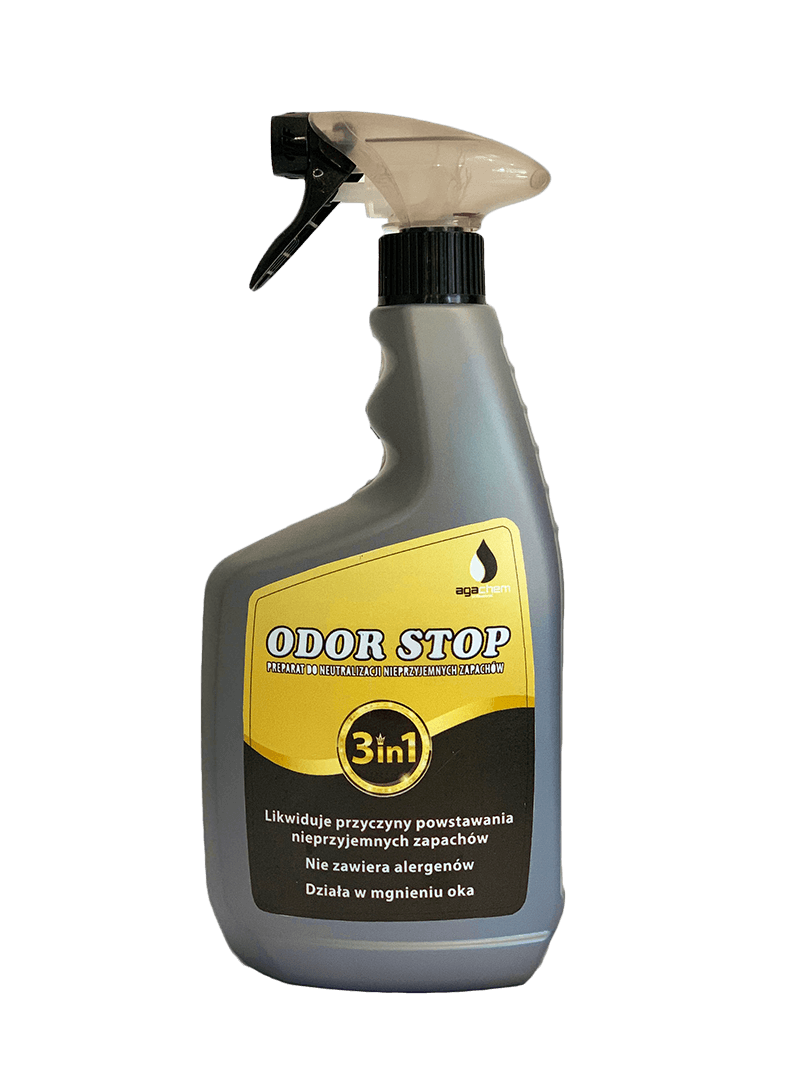 agachem
ODOR STOP
PREPARAT DO NEUTRALIZACJI NIEPRZYJEMNYCH ZAPACHÓW
3in1
Likwiduje przyczyny powstawania
nieprzyjemnych zapachów
Nie zawiera alergenów
Działa w mgnieniu oka